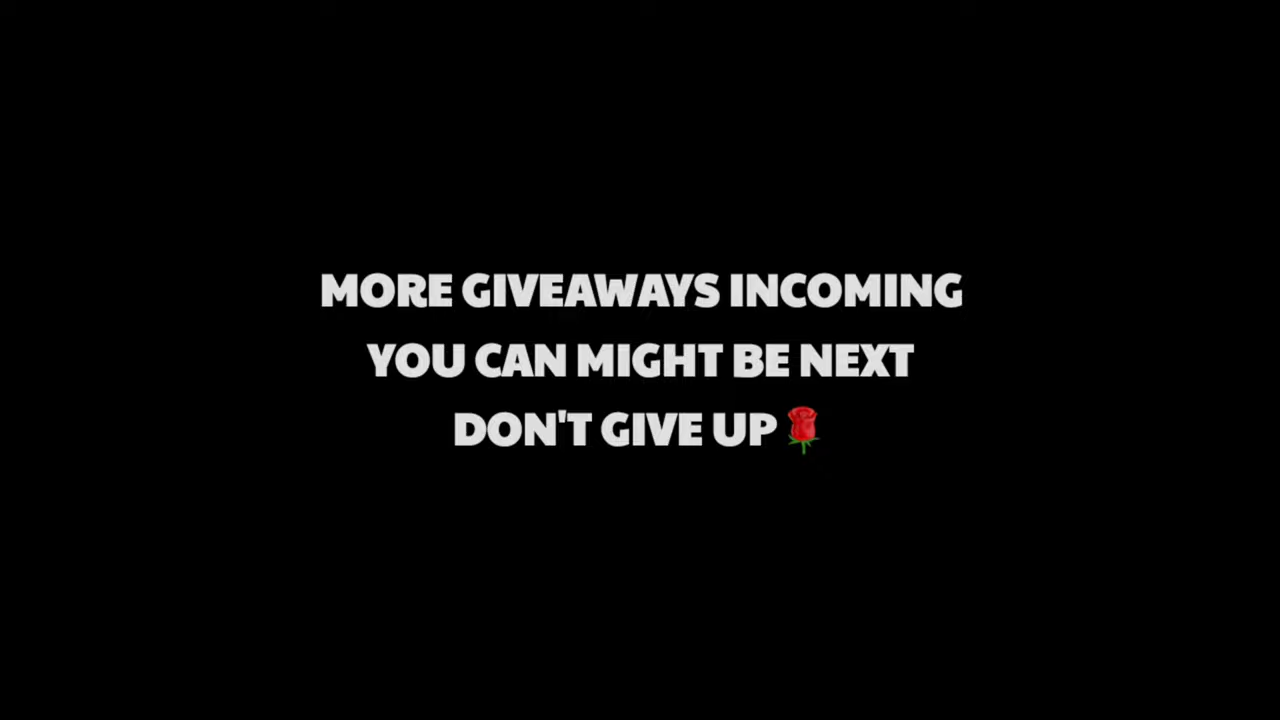 MORE GIVEAWAYS INCOMING
YOU CAN MIGHT BE NEXT
DON'T GIVE UP🌹